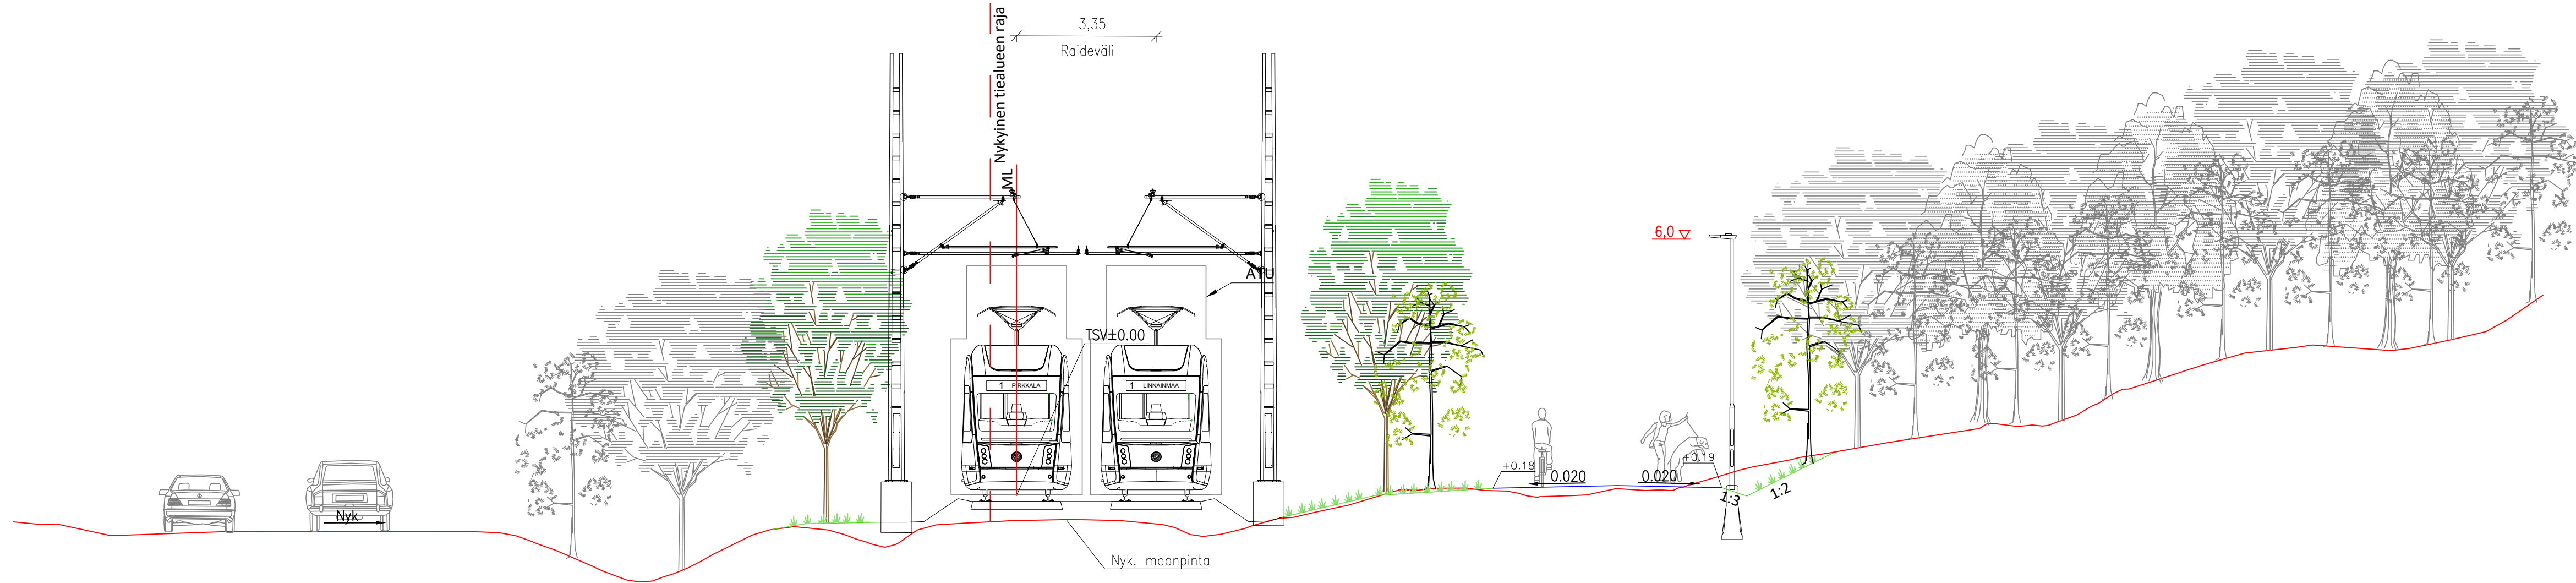 3,35
Raideväli
Nykyinen tiealueen raja
ML
6,0
ATU
TSV±0.00
1 PIRKKALA
1 LINNAINMAA
+0.18
0.020
0.020
+0.19
1:3
1:2
Nyk
Nyk. maanpinta